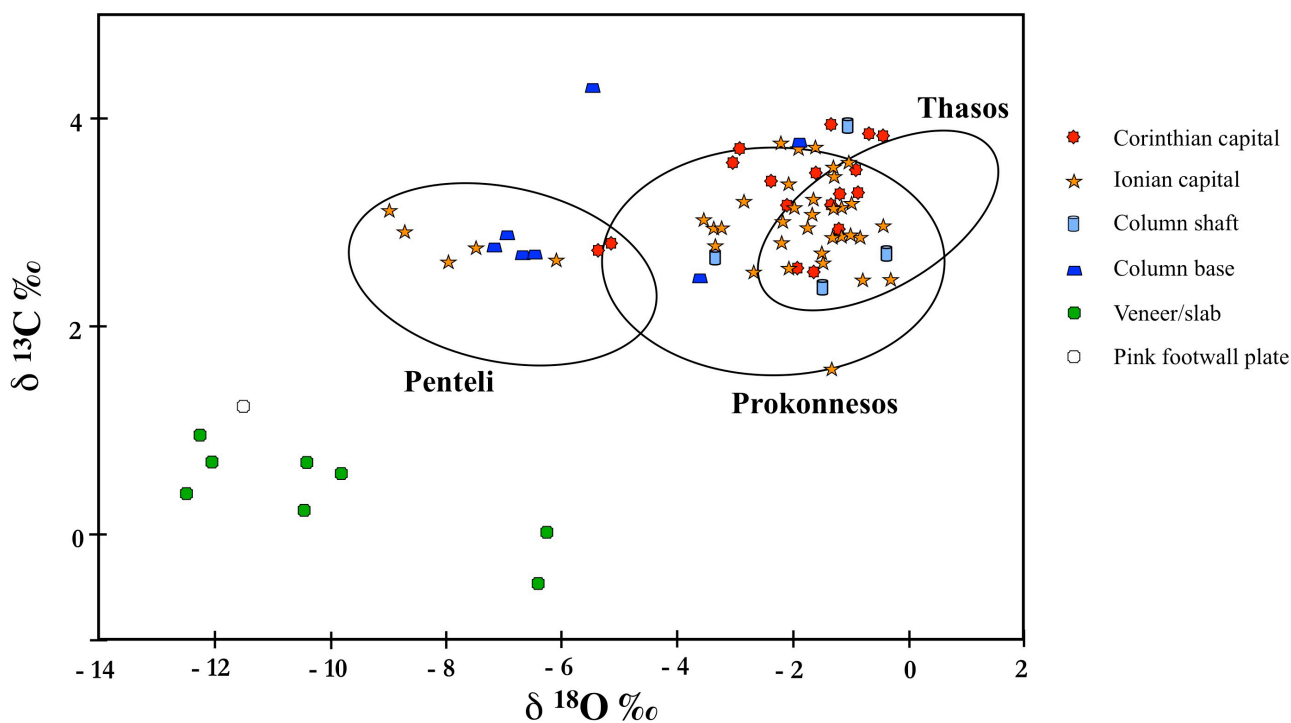 4
2
0
δ ¹³C ‰
- 14
- 12
- 10
- 8
- 6
- 4
- 2
0
2
δ ¹⁸O ‰
Thasos
Penteli
Prokonnesos
Corinthian capital
Ionian capital
Column shaft
Column base
Veneer/slab
Pink footwall plate